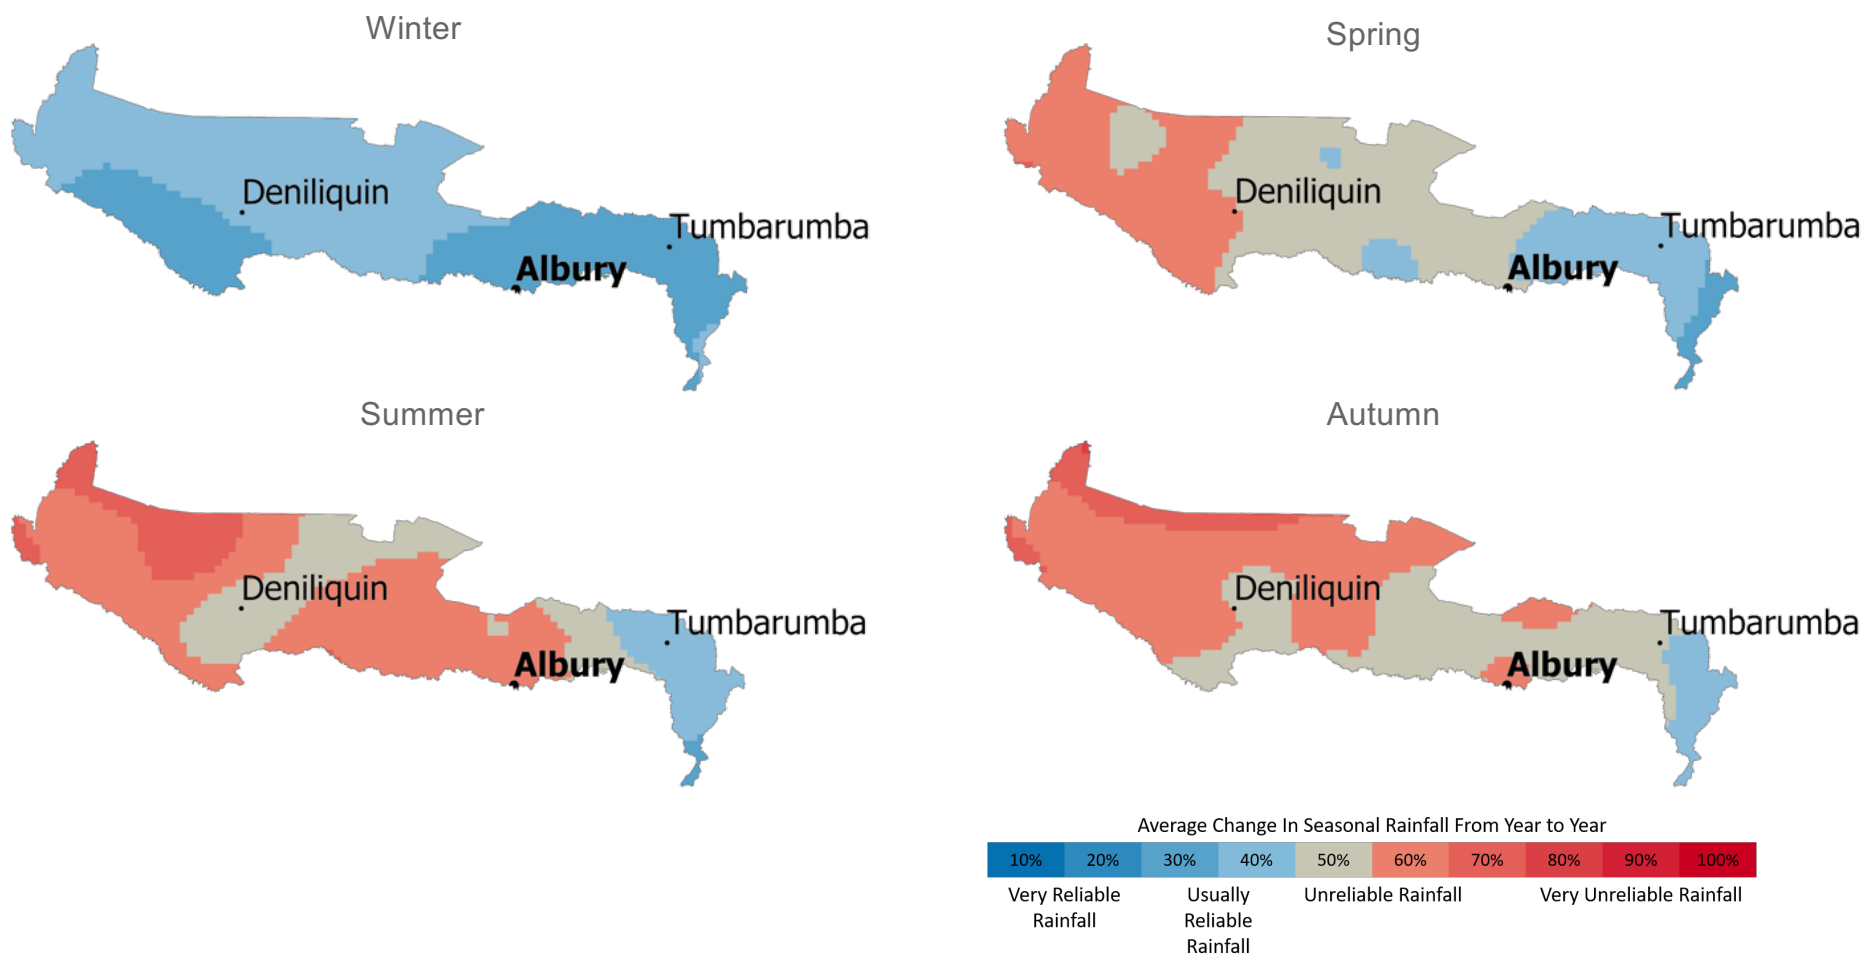 Winter
Spring
Deniliquin
Tumbarumba
Albury
Deniliquin
Tumbarumba
Albury
Summer
Autumn
Deniliquin
Tumbarumba
Albury
Deniliquin
Tumbarumba
Albury
Average Change In Seasonal Rainfall From Year to Year
10% 20% 30% 40% 50% 60% 70% 80% 90% 100%
Very Reliable
Rainfall
Usually
Reliable
Rainfall
Unreliable Rainfall
Very Unreliable Rainfall